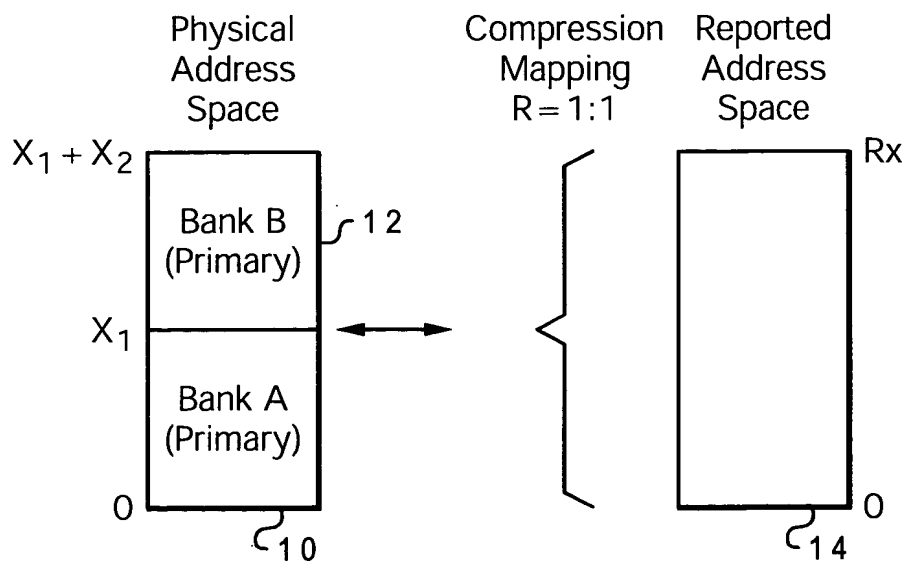 Physical
Address
Space
Compression
Mapping
R = 1:1
Reported
Address
Space
X1 + X2
Rx
Bank B
(Primary)
12
X1
Bank A
(Primary)
0
0
10
14